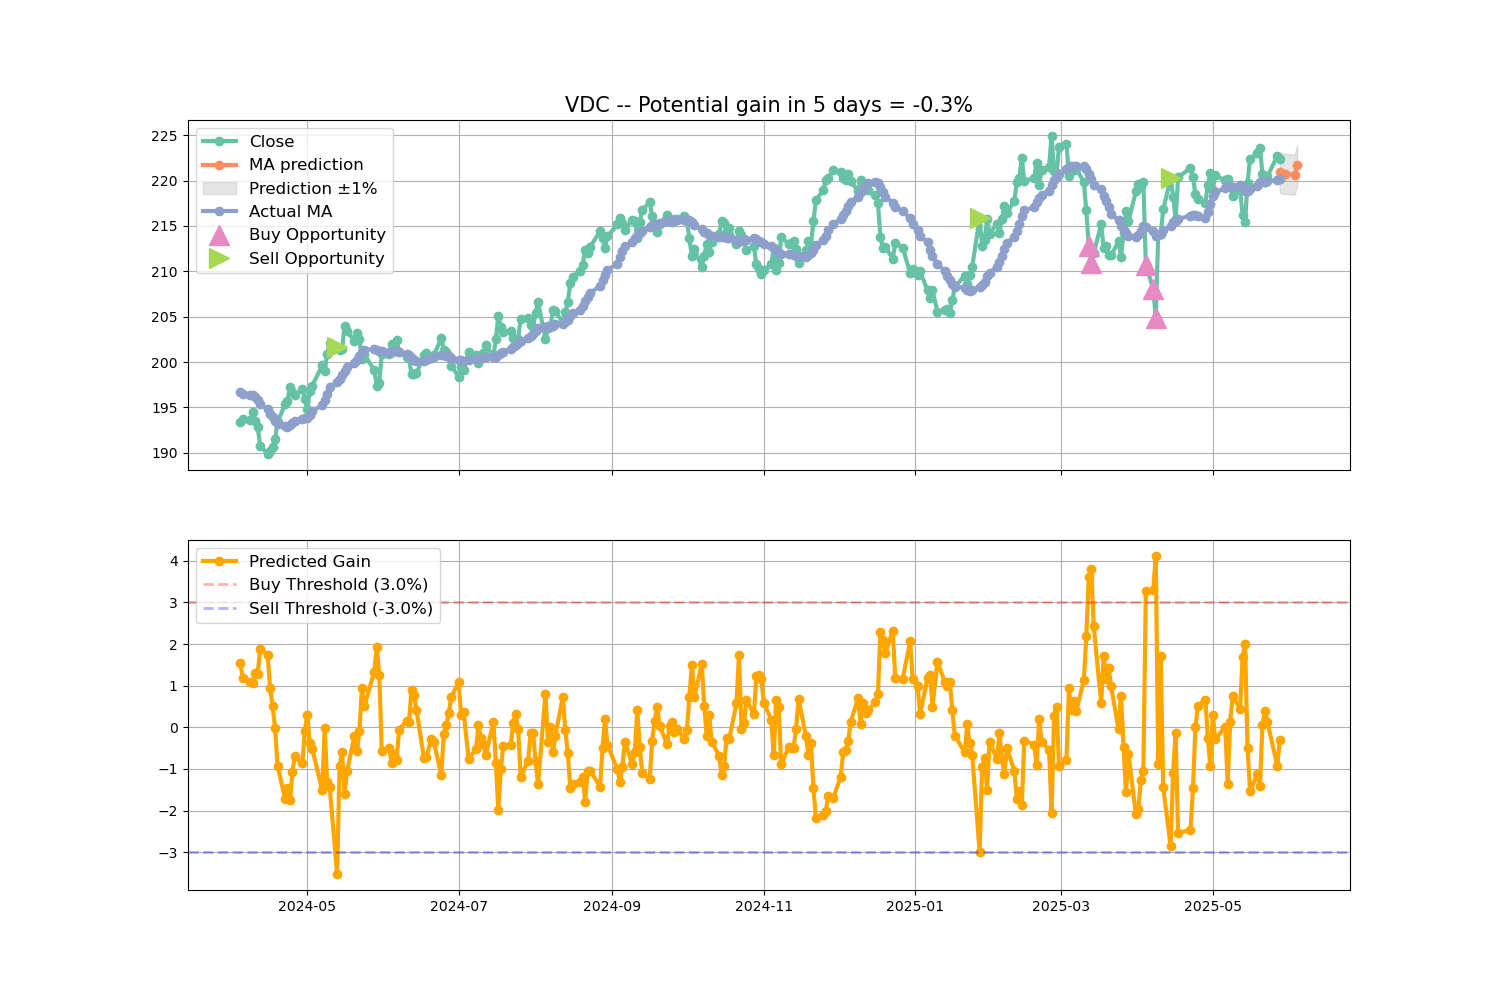 VDC -- Potential gain in 5 days = -0.3%
225
220
215
210
205
200
195
190
Close
MA prediction
Prediction ±1%
Actual MA
Buy Opportunity
Sell Opportunity
4
3
2
1
0
−1
−2
−3
Predicted Gain
Buy Threshold (3.0%)
Sell Threshold (-3.0%)
2024-05
2024-07
2024-09
2024-11
2025-01
2025-03
2025-05